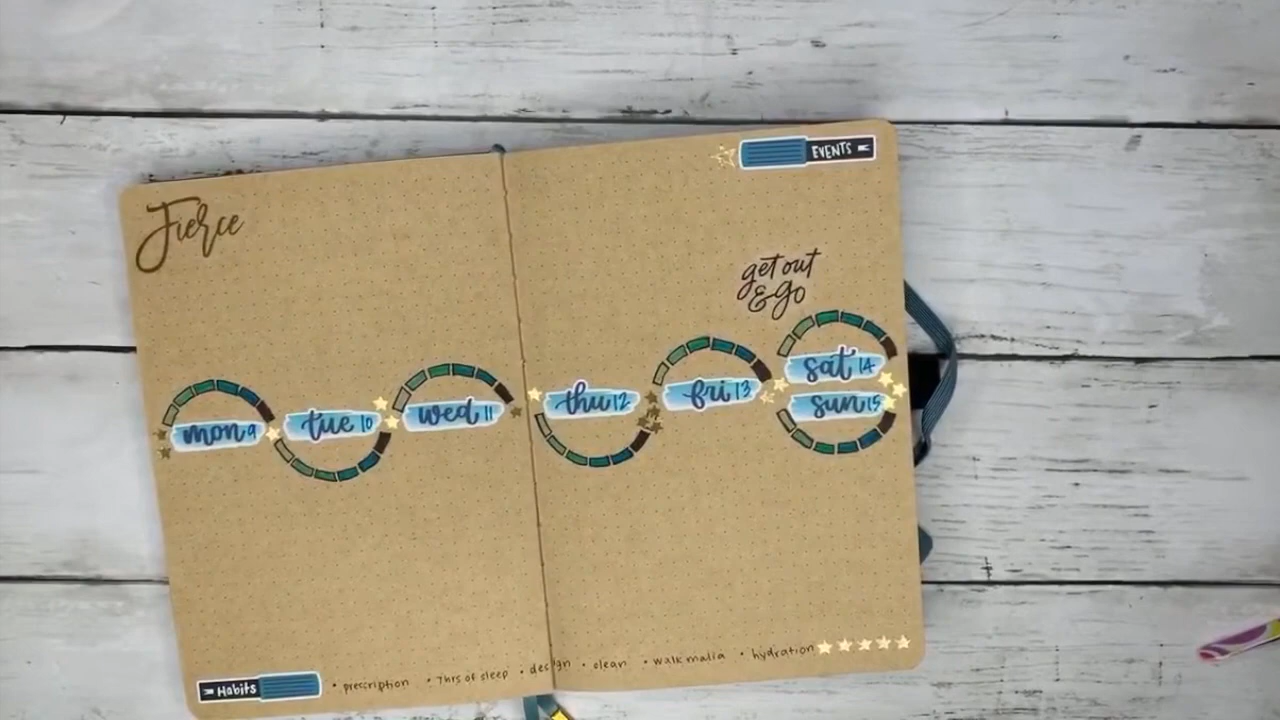 Fierce
EVENTS
get out
& go
mon 9
tue 10
wed 11
thu 12
fri 13
sat 14
sun 15
Habits • prescription • 7hrs of sleep • design • clean • walk malia • hydration